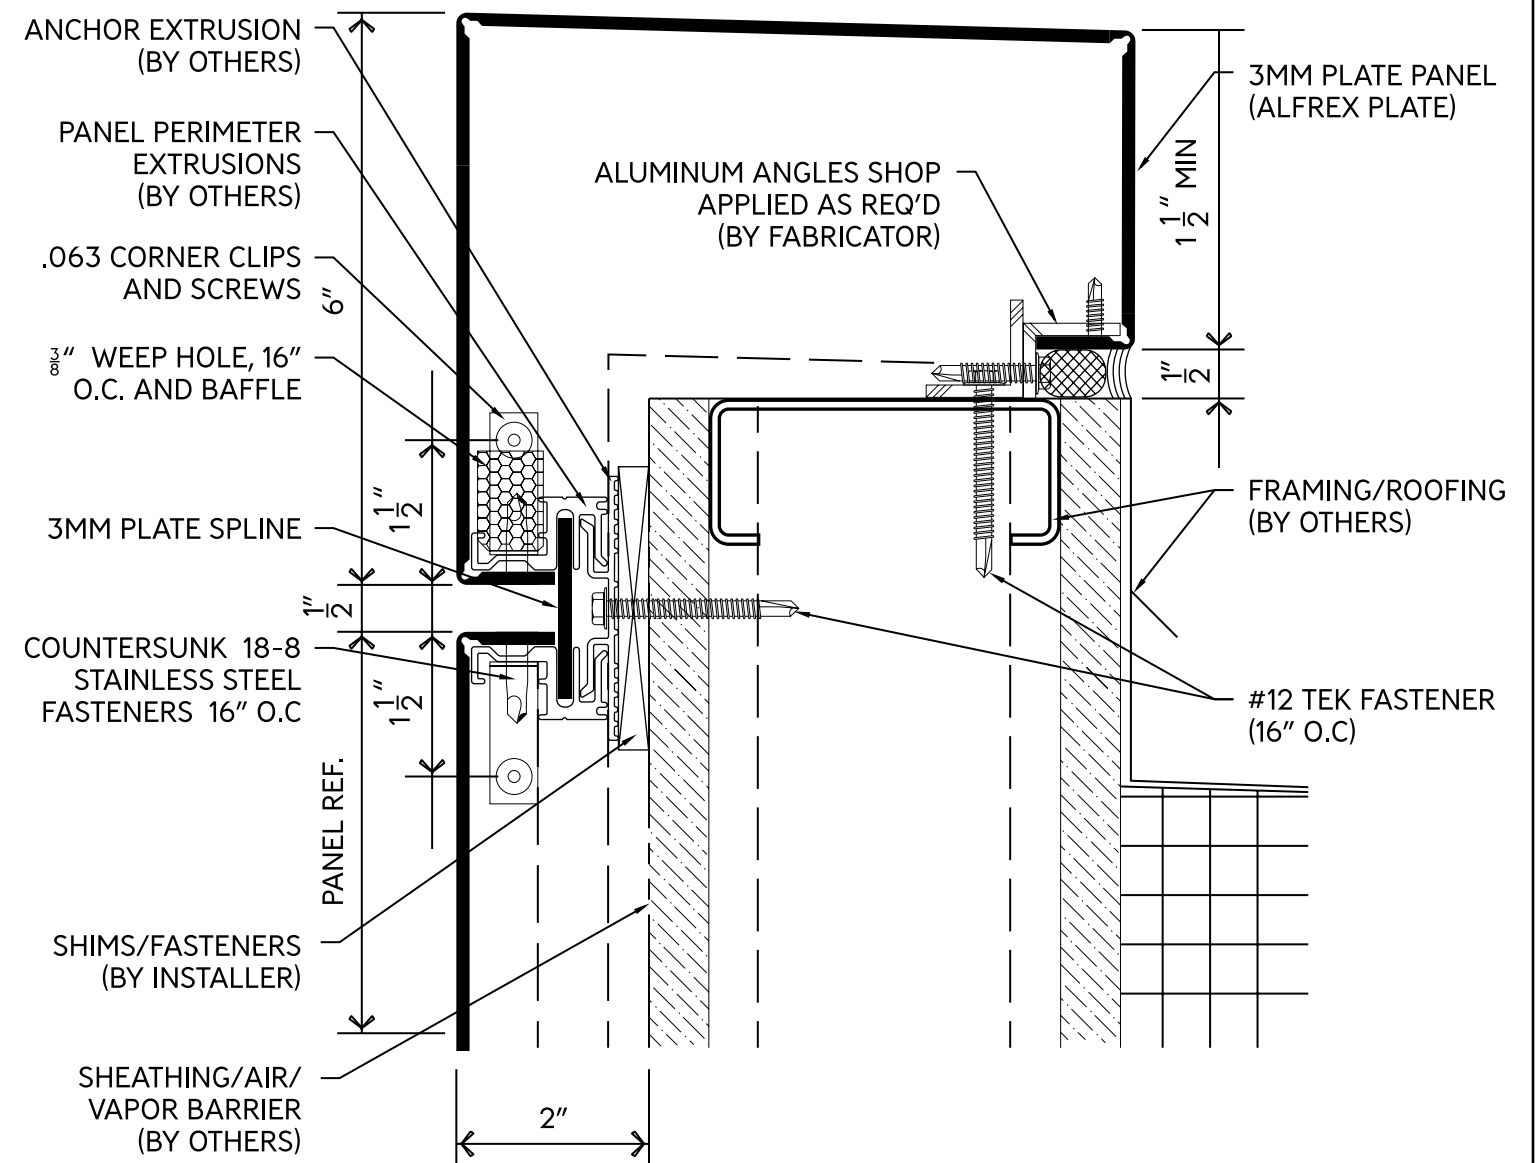 ANCHOR EXTRUSION
(BY OTHERS)
PANEL PERIMETER
EXTRUSIONS
(BY OTHERS)
.063 CORNER CLIPS
AND SCREWS
6"
3/8" WEEP HOLE, 16"
O.C. AND BAFFLE
1 1/2"
3MM PLATE SPLINE
1/2"
COUNTERSUNK 18-8
STAINLESS STEEL
FASTENERS 16" O.C
1 1/2"
PANEL REF.
SHIMS/FASTENERS
(BY INSTALLER)
SHEATHING/AIR/
VAPOR BARRIER
(BY OTHERS)
2"
ALUMINUM ANGLES SHOP
APPLIED AS REQ'D
(BY FABRICATOR)
3MM PLATE PANEL
(ALFREX PLATE)
1 1/2" MIN
1/2"
FRAMING/ROOFING
(BY OTHERS)
#12 TEK FASTENER
(16" O.C)